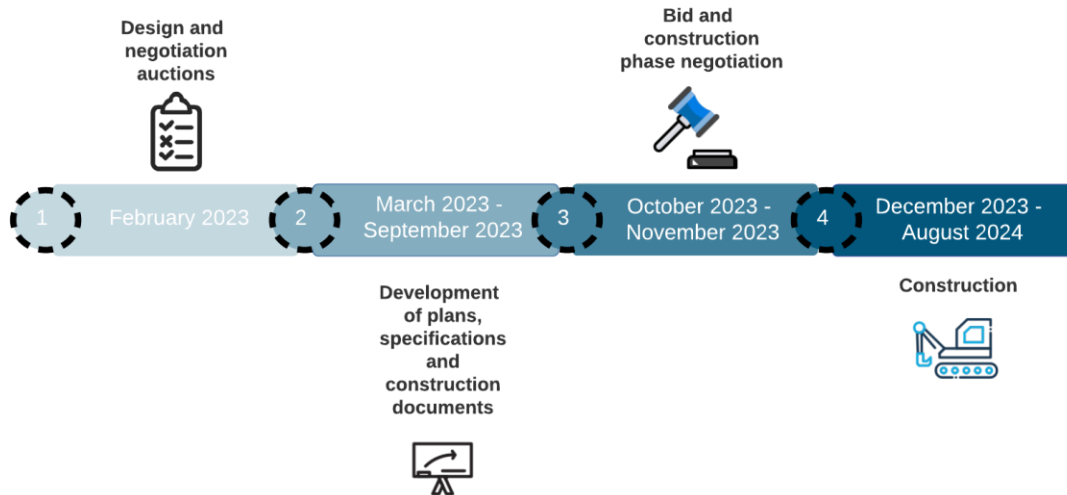 Design and
negotiation
auctions
Bid and
construction
phase negotiation
1
February 2023
2
March 2023 -
September 2023
3
October 2023 -
November 2023
4
December 2023 -
August 2024
Development
of plans,
specifications
and
construction
documents
Construction